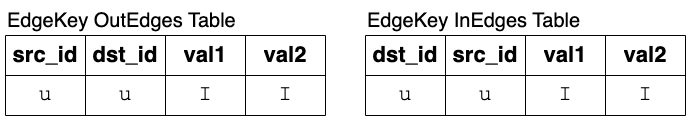 EdgeKey OutEdges Table
src_id dst_id val1 val2
u u I I
EdgeKey InEdges Table
dst_id src_id val1 val2
u u I I